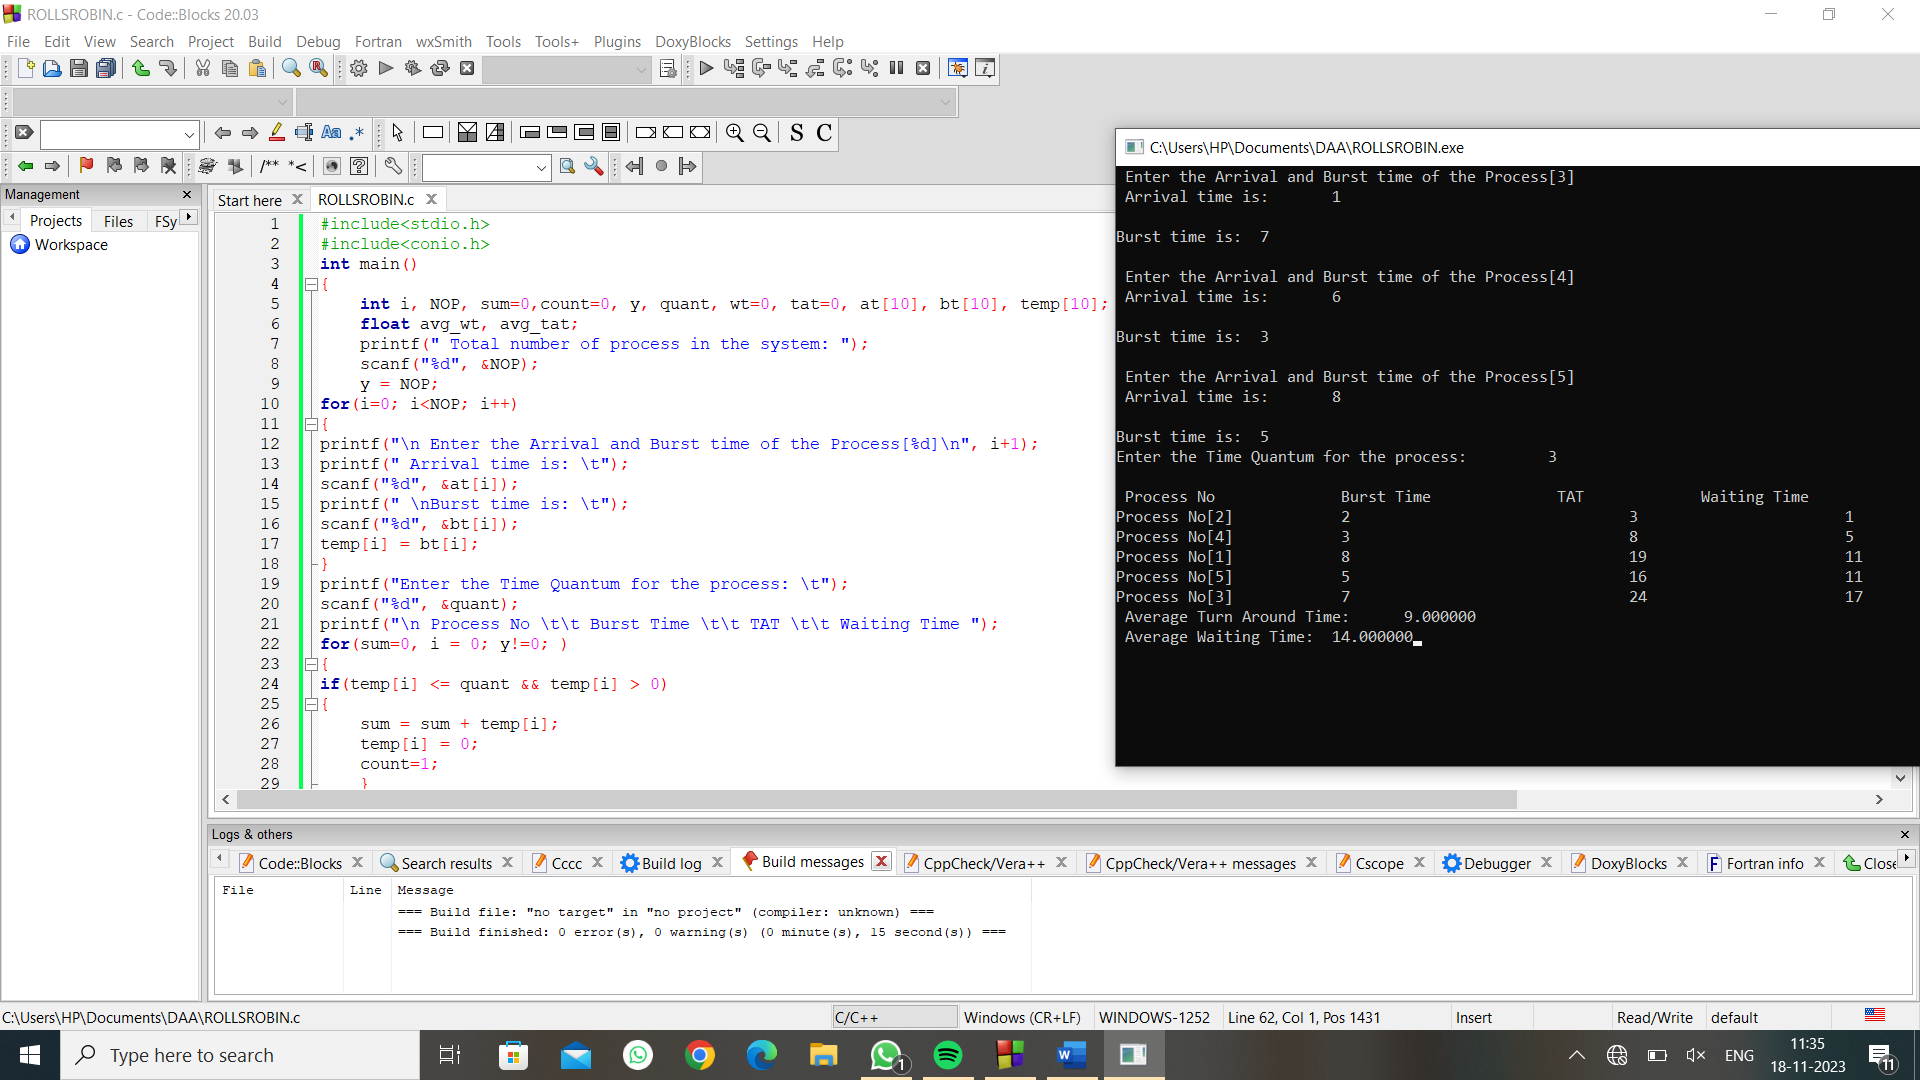 ROLLSROBIN.c - Code::Blocks 20.03
File Edit View Search Project Build Debug Fortran wxSmith Tools Tools+ Plugins DoxyBlocks Settings Help
Aa .* S C
/** *<
Management
Projects Files FSy
Workspace
Start here ROLLSROBIN.c
1 #include<stdio.h>
2 #include<conio.h>
3 int main()
4 {
5 int i, NOP, sum=0,count=0, y, quant, wt=0, tat=0, at[10], bt[10], temp[10];
6 float avg_wt, avg_tat;
7 printf(" Total number of process in the system: ");
8 scanf("%d", &NOP);
9 y = NOP;
10 for(i=0; i<NOP; i++)
11 {
12 printf("\n Enter the Arrival and Burst time of the Process[%d]\n", i+1);
13 printf(" Arrival time is: \t");
14 scanf("%d", &at[i]);
15 printf(" \nBurst time is: \t");
16 scanf("%d", &bt[i]);
17 temp[i] = bt[i];
18 }
19 printf("Enter the Time Quantum for the process: \t");
20 scanf("%d", &quant);
21 printf("\n Process No \t\t Burst Time \t\t TAT \t\t Waiting Time ");
22 for(sum=0, i = 0; y!=0; )
23 {
24 if(temp[i] <= quant && temp[i] > 0)
25 {
26 sum = sum + temp[i];
27 temp[i] = 0;
28 count=1;
29 }
C:\Users\HP\Documents\DAA\ROLLSROBIN.exe
Enter the Arrival and Burst time of the Process[3]
Arrival time is: 1
Burst time is: 7
Enter the Arrival and Burst time of the Process[4]
Arrival time is: 6
Burst time is: 3
Enter the Arrival and Burst time of the Process[5]
Arrival time is: 8
Burst time is: 5
Enter the Time Quantum for the process: 3
Process No Burst Time TAT Waiting Time
Process No[2] 2 3 1
Process No[4] 3 8 5
Process No[1] 8 19 11
Process No[5] 5 16 11
Process No[3] 7 24 17
Average Turn Around Time: 9.000000
Average Waiting Time: 14.000000
Logs & others
Code::Blocks Search results Cccc Build log Build messages CppCheck/Vera++ CppCheck/Vera++ messages Cscope Debugger DoxyBlocks Fortran info Close
File Line Message
=== Build file: "no target" in "no project" (compiler: unknown) ===
=== Build finished: 0 error(s), 0 warning(s) (0 minute(s), 15 second(s)) ===
C:\Users\HP\Documents\DAA\ROLLSROBIN.c C/C++ Windows (CR+LF) WINDOWS-1252 Line 62, Col 1, Pos 1431 Insert Read/Write default
Type here to search
1
ENG
11:35
18-11-2023
11